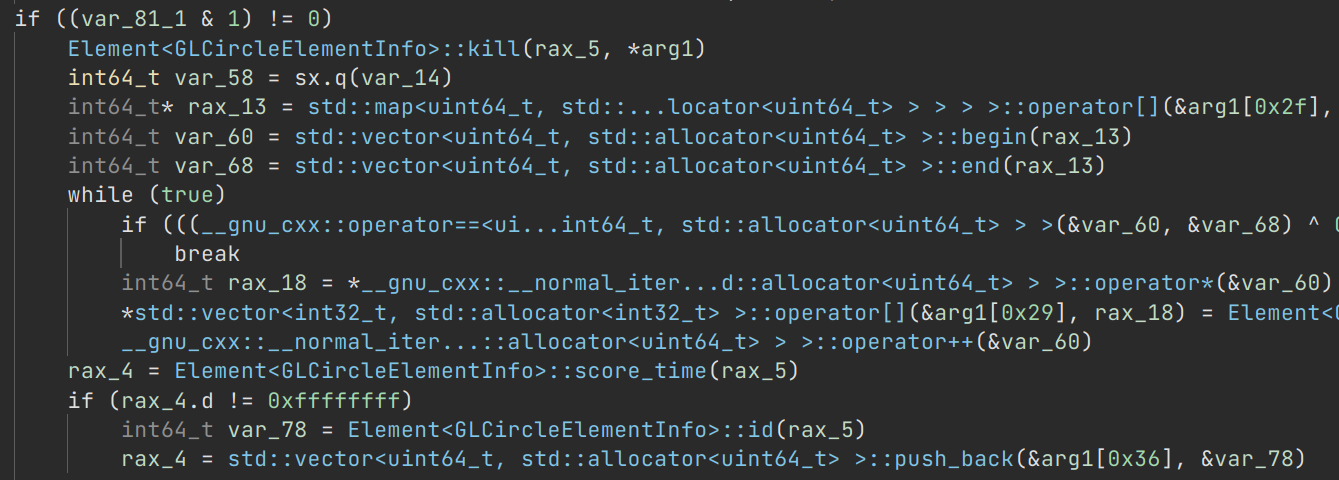 if ((var_81_1 & 1) != 0)
Element<GLCircleElementInfo>::kill(rax_5, *arg1)
int64_t var_58 = sx.q(var_14)
int64_t* rax_13 = std::map<uint64_t, std::...locator<uint64_t> > > > >::operator[](&arg1[0x2f],
int64_t var_60 = std::vector<uint64_t, std::allocator<uint64_t> >::begin(rax_13)
int64_t var_68 = std::vector<uint64_t, std::allocator<uint64_t> >::end(rax_13)
while (true)
if (((__gnu_cxx::operator==<ui...int64_t, std::allocator<uint64_t> > >(&var_60, &var_68) ^
break
int64_t rax_18 = *__gnu_cxx::__normal_iter...d::allocator<uint64_t> > >::operator*(&var_60)
*std::vector<int32_t, std::allocator<int32_t> >::operator[](&arg1[0x29], rax_18) = Element<
__gnu_cxx::__normal_iter...::allocator<uint64_t> > >::operator++(&var_60)
rax_4 = Element<GLCircleElementInfo>::score_time(rax_5)
if (rax_4.d != 0xffffffff)
int64_t var_78 = Element<GLCircleElementInfo>::id(rax_5)
rax_4 = std::vector<uint64_t, std::allocator<uint64_t> >::push_back(&arg1[0x36], &var_78)